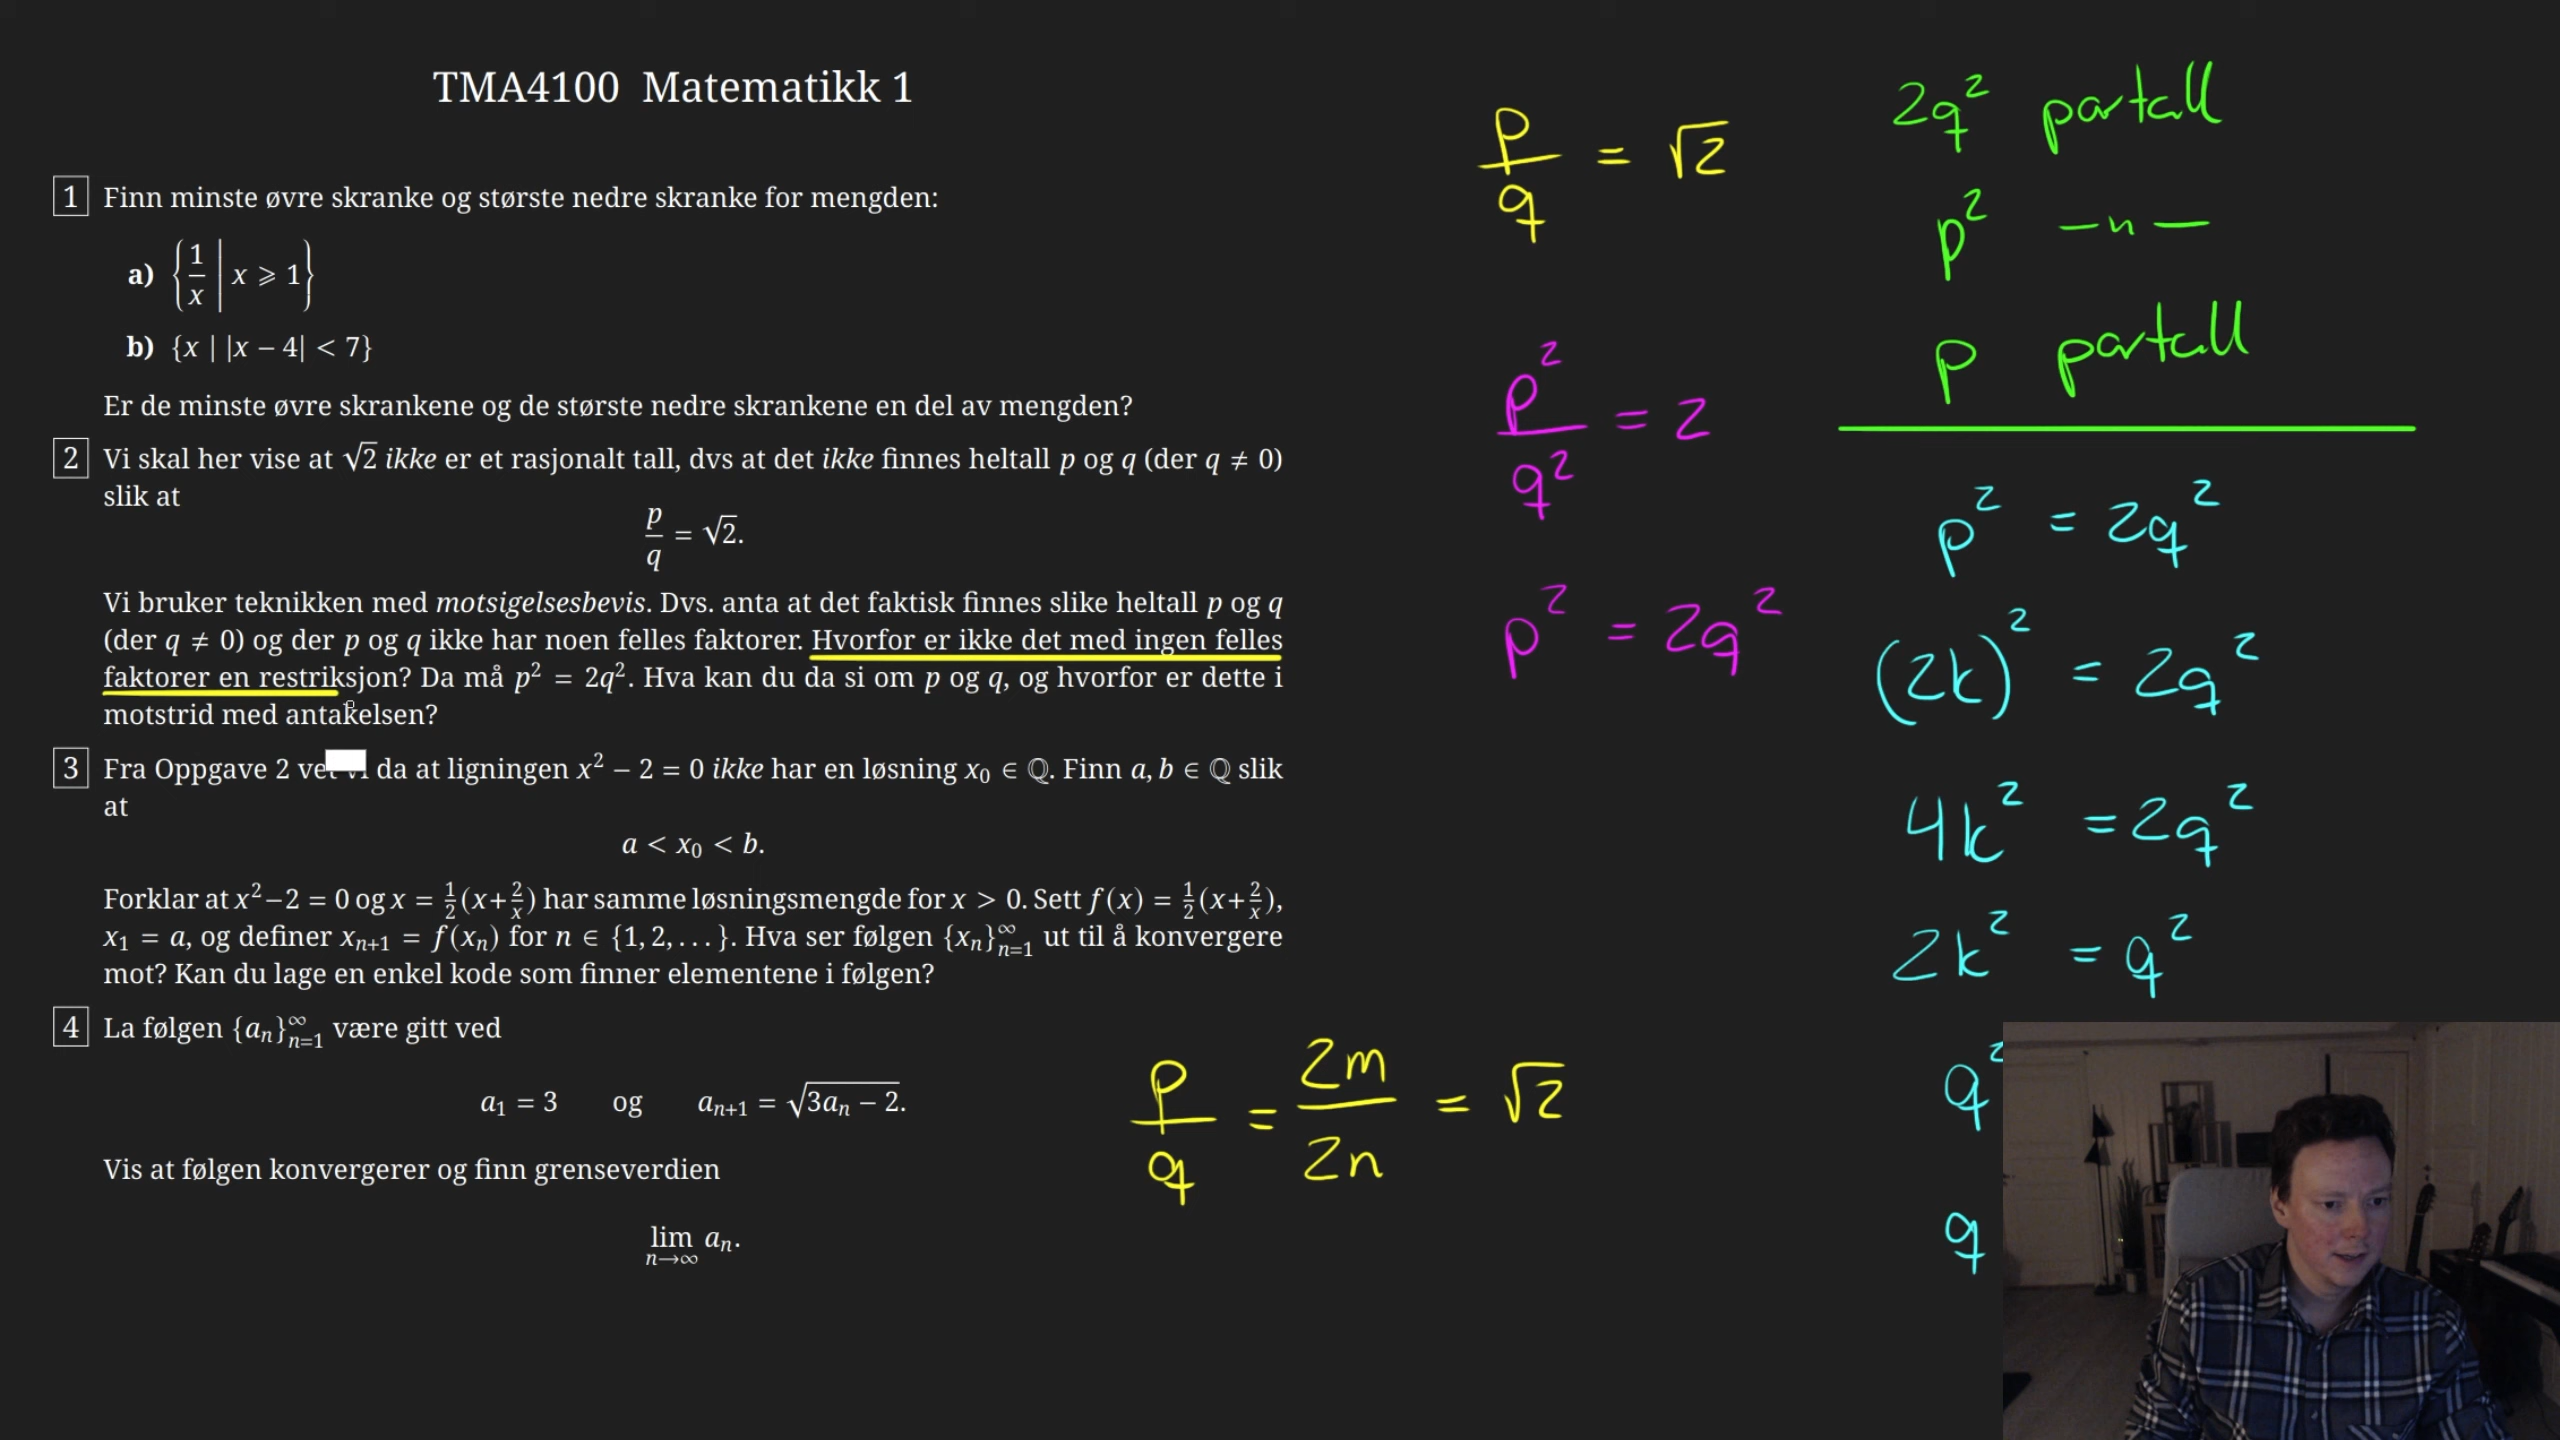 TMA4100 Matematikk 1
1 Finn minste øvre skranke og største nedre skranke for mengden:
a) {1/x | x ⩾ 1}
b) {x | |x − 4| < 7}
Er de minste øvre skrankene og de største nedre skrankene en del av mengden?
2 Vi skal her vise at √2 ikke er et rasjonalt tall, dvs at det ikke finnes heltall p og q (der q ≠ 0)
slik at
p/q = √2.
Vi bruker teknikken med motsigelsesbevis. Dvs. anta at det faktisk finnes slike heltall p og q
(der q ≠ 0) og der p og q ikke har noen felles faktorer. Hvorfor er ikke det med ingen felles
faktorer en restriksjon? Da må p² = 2q². Hva kan du da si om p og q, og hvorfor er dette i
motstrid med antakelsen?
3 Fra Oppgave 2 vet vi da at ligningen x² − 2 = 0 ikke har en løsning x₀ ∈ ℚ. Finn a, b ∈ ℚ slik
at
a < x₀ < b.
Forklar at x² − 2 = 0 og x = 1/2(x + 2/x) har samme løsningsmengde for x > 0. Sett f(x) = 1/2(x + 2/x),
x₁ = a, og definer xₙ₊₁ = f(xₙ) for n ∈ {1, 2, . . . }. Hva ser følgen {xₙ}∞ₙ₌₁ ut til å konvergere
mot? Kan du lage en enkel kode som finner elementene i følgen?
4 La følgen {aₙ}∞ₙ₌₁ være gitt ved
a₁ = 3 og aₙ₊₁ = √(3aₙ − 2).
Vis at følgen konvergerer og finn grenseverdien
lim n→∞ aₙ.
p/q = √2
p²/q² = 2
p² = 2q²
p/q = 2m/2n = √2
2q² partall
p² —〃—
p partall
p² = 2q²
(2k)² = 2q²
4k² = 2q²
2k² = q²
q²
q